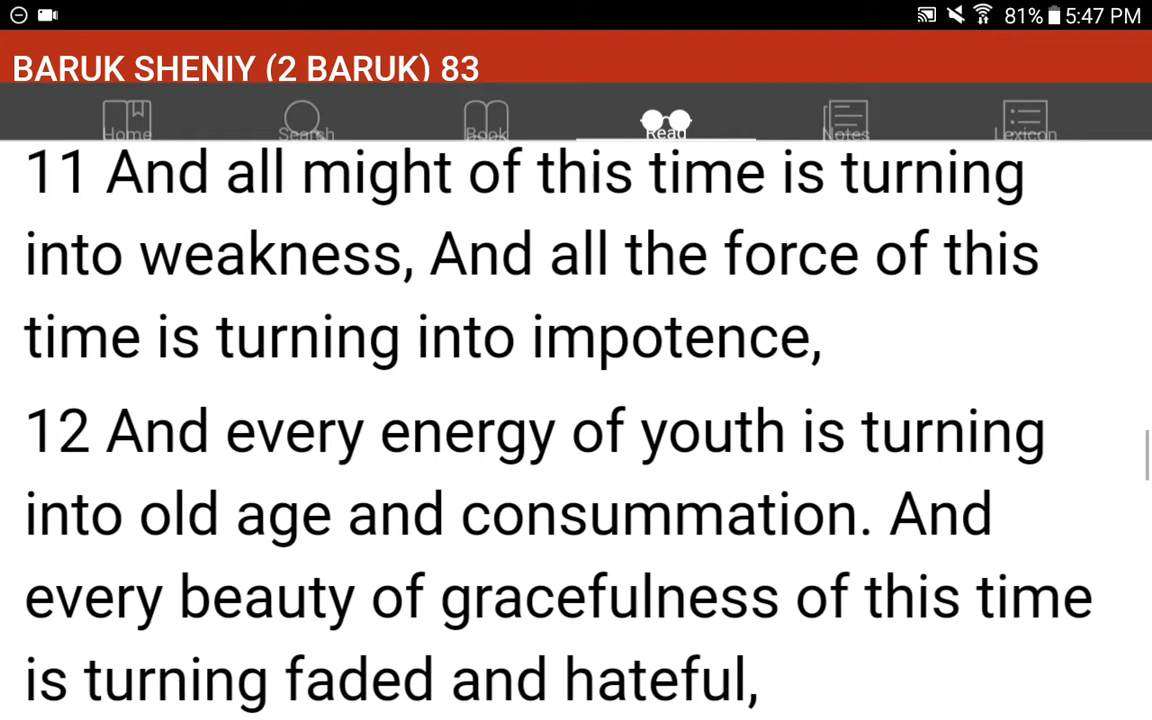 81% 5:47 PM
BARUK SHENIY (2 BARUK) 83
Home Search Book Read Notes Lexicon
11 And all might of this time is turning
into weakness, And all the force of this
time is turning into impotence,
12 And every energy of youth is turning
into old age and consummation. And
every beauty of gracefulness of this time
is turning faded and hateful,